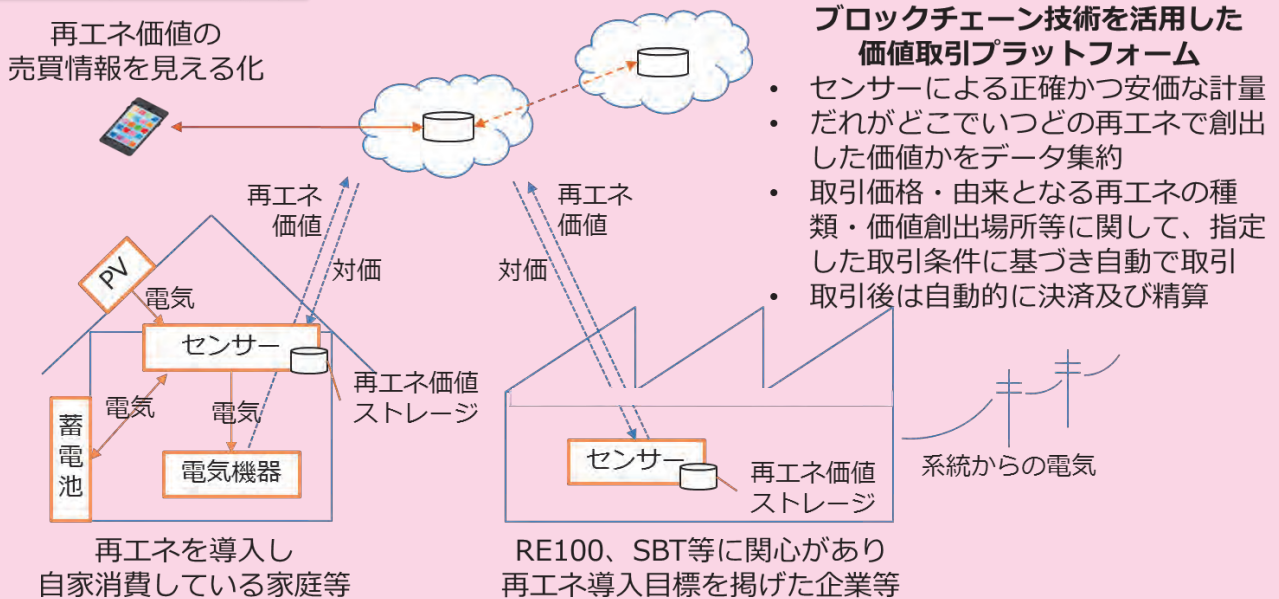 再エネ価値の
売買情報を見える化
ブロックチェーン技術を活用した
価値取引プラットフォーム
• センサーによる正確かつ安価な計量
• だれがどこでいつどの再エネで創出
した価値かをデータ集約
• 取引価格・由来となる再エネの種
類・価値創出場所等に関して、指定
した取引条件に基づき自動で取引
• 取引後は自動的に決済及び精算
再エネ
価値
対価
再エネ
価値
対価
PV
電気
センサー
再エネ価値
ストレージ
電気
電気
蓄
電
池
電気機器
センサー
再エネ価値
ストレージ
系統からの電気
再エネを導入し
自家消費している家庭等
RE100、SBT等に関心があり
再エネ導入目標を掲げた企業等